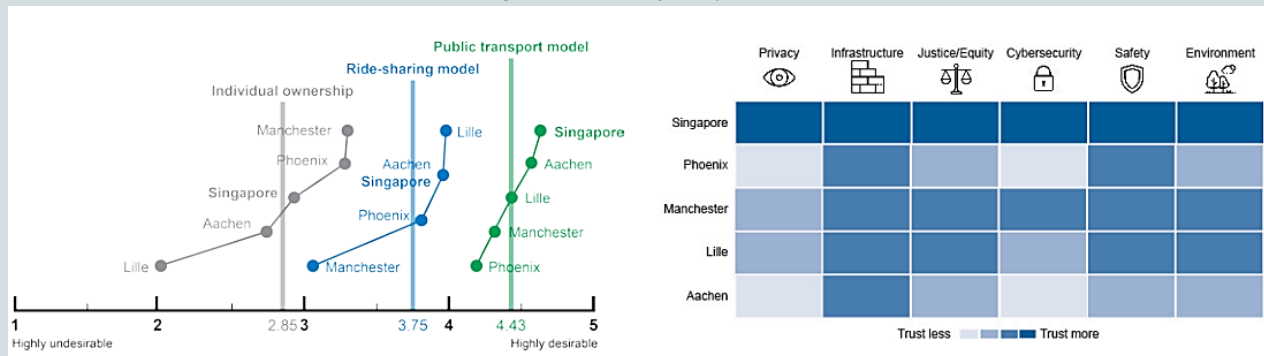 Public transport model
Ride-sharing model
Individual ownership
Manchester
Lille
Singapore
Phoenix
Aachen
Aachen
Singapore
Singapore
Lille
Aachen
Phoenix
Manchester
Lille
Manchester
Phoenix
1
2
2.85
3
3.75
4
4.43
5
Highly undesirable
Highly desirable
Privacy
Infrastructure
Justice/Equity
Cybersecurity
Safety
Environment
Singapore
Phoenix
Manchester
Lille
Aachen
Trust less
Trust more